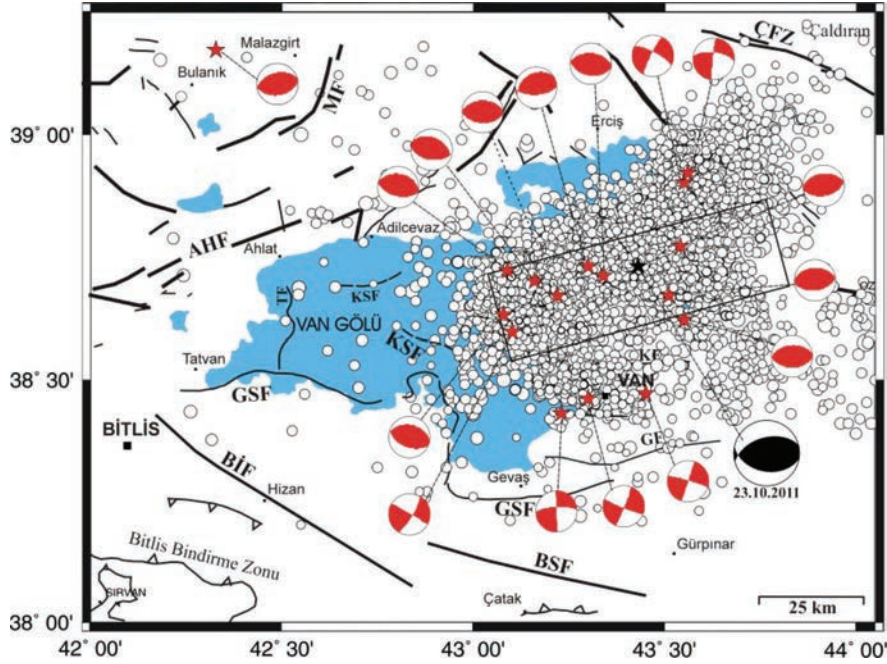 Malazgirt
Bulanık
MF
ÇFZ
Çaldıran
39° 00'
Erciş
Adilcevaz
AHF
Ahlat
TF
KSF
VAN GÖLÜ
KSF
Tatvan
38° 30'
GSF
KF
VAN
BİTLİS
BİF
GF
Gevaş
23.10.2011
Hizan
GSF
Gürpınar
Bitlis Bindirme Zonu
BSF
ŞIRVAN
Çatak
25 km
38° 00'
42° 00'
42° 30'
43° 00'
43° 30'
44° 00'